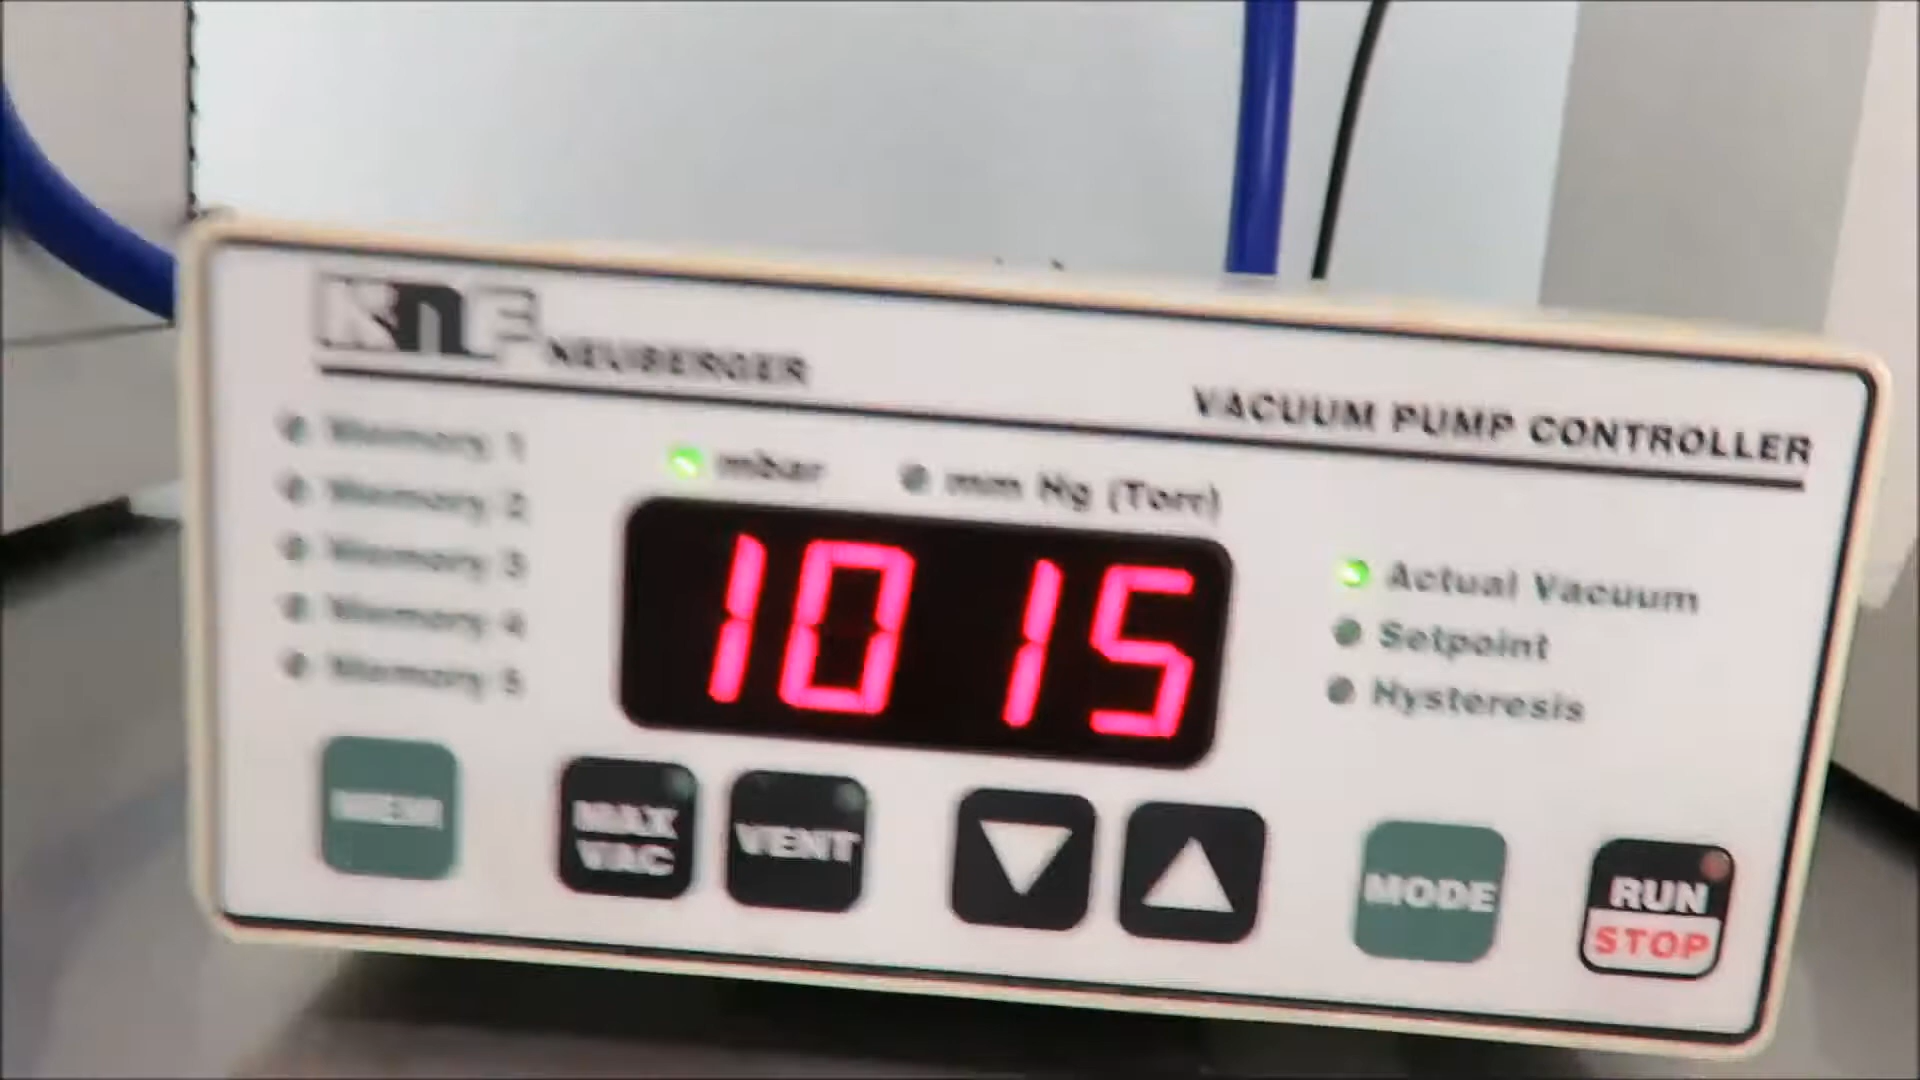 KNF NEUBERGER
VACUUM PUMP CONTROLLER
Memory 1
Memory 2
Memory 3
Memory 4
Memory 5
mbar
mm Hg (Torr)
1015
Actual Vacuum
Setpoint
Hysteresis
MEM
MAX
VAC
VENT
MODE
RUN
STOP